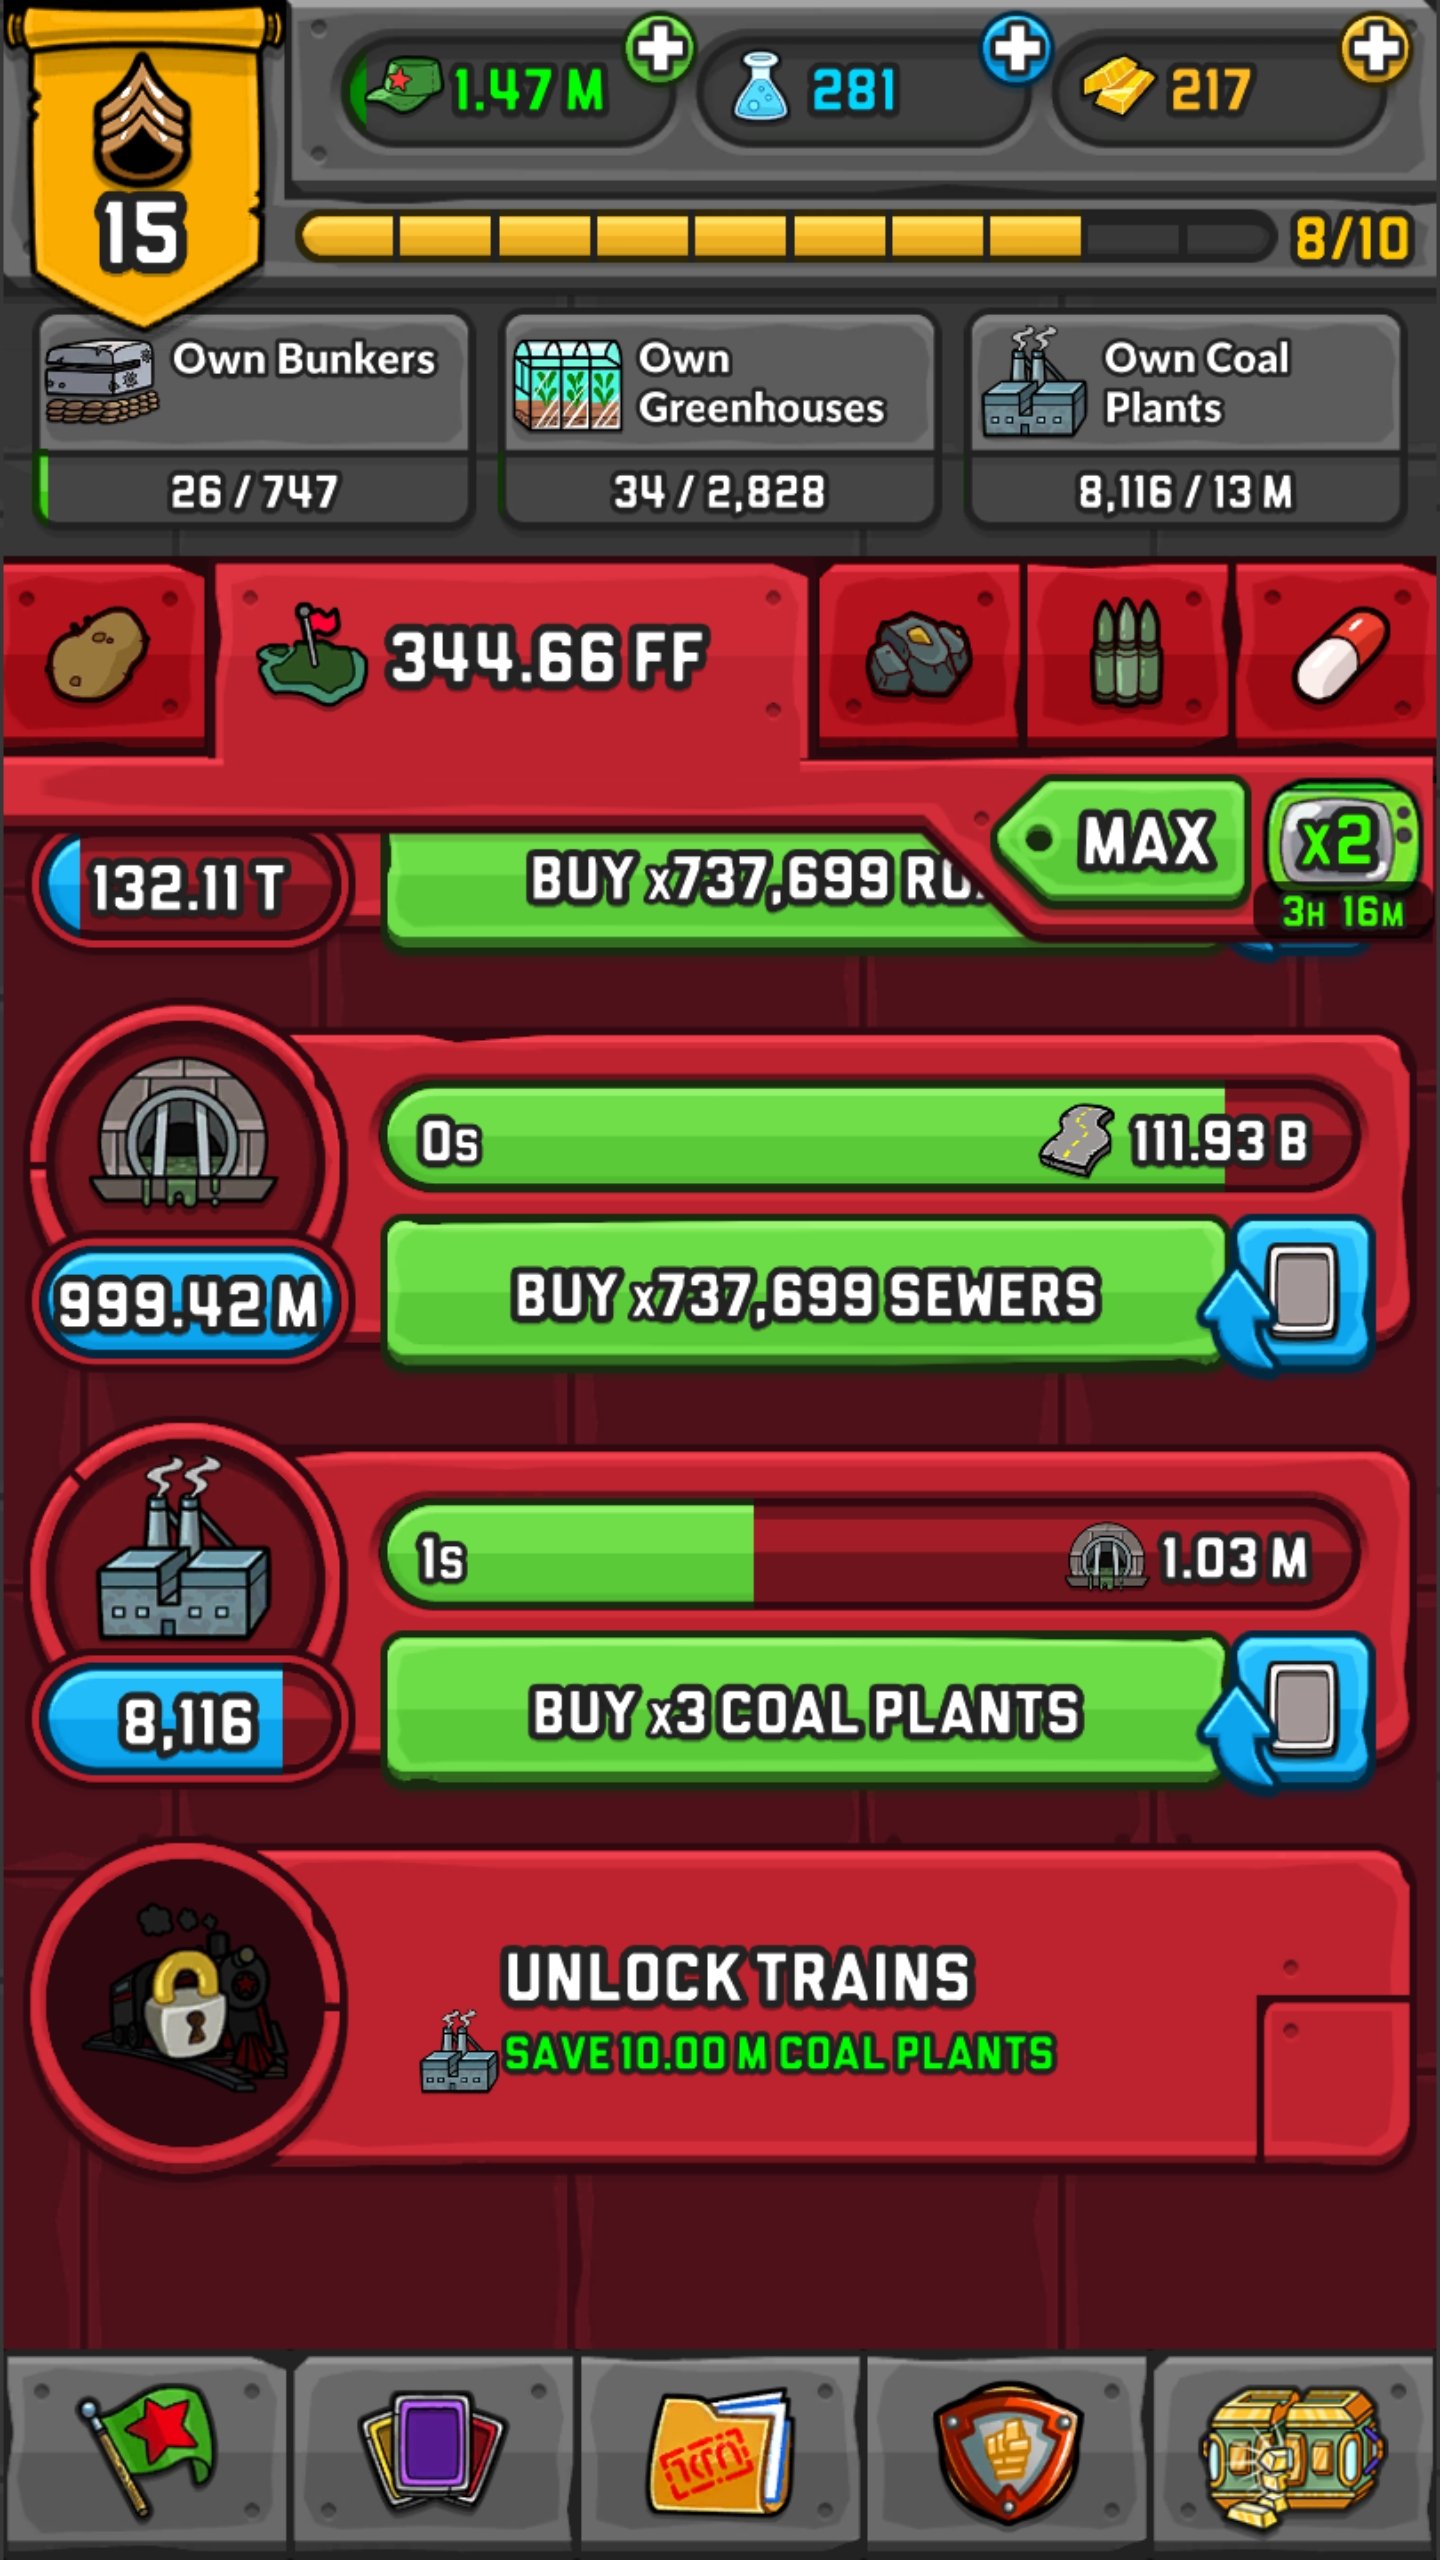 1.47 M
281
217
15
8/10
Own Bunkers
26 / 747
Own
Greenhouses
34 / 2,828
Own Coal
Plants
8,116 / 13 M
344.66 FF
MAX
x2
3H 16M
132.11 T
BUY x737,699
0s
111.93 B
999.42 M
BUY x737,699 SEWERS
1s
1.03 M
8,116
BUY x3 COAL PLANTS
UNLOCK TRAINS
SAVE 10.00 M COAL PLANTS